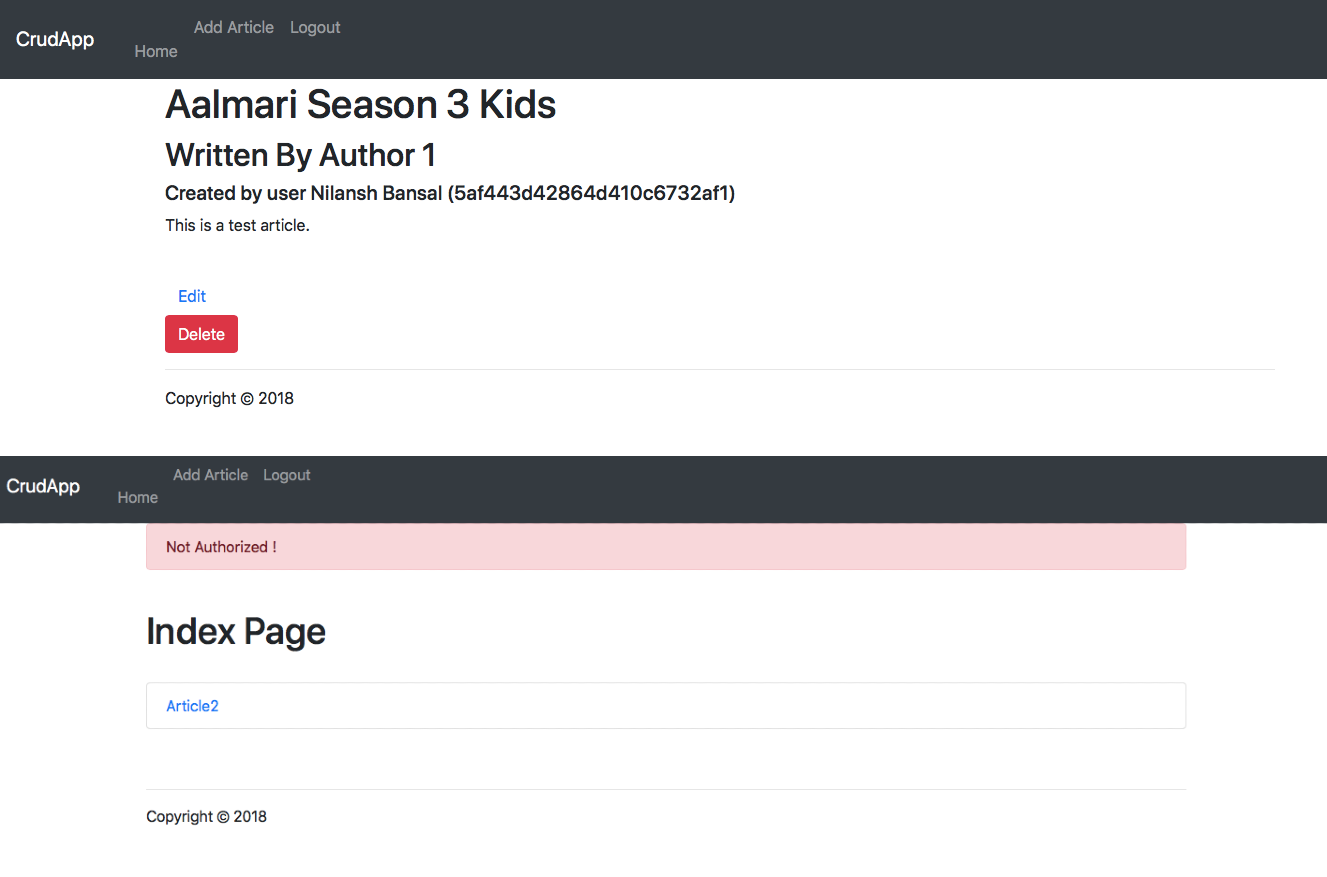 CrudApp
Add Article Logout
Home
Aalmari Season 3 Kids
Written By Author 1
Created by user Nilansh Bansal (5af443d42864d410c6732af1)
This is a test article.
Edit
Delete
Copyright © 2018
CrudApp
Add Article Logout
Home
Not Authorized !
Index Page
Article2
Copyright © 2018